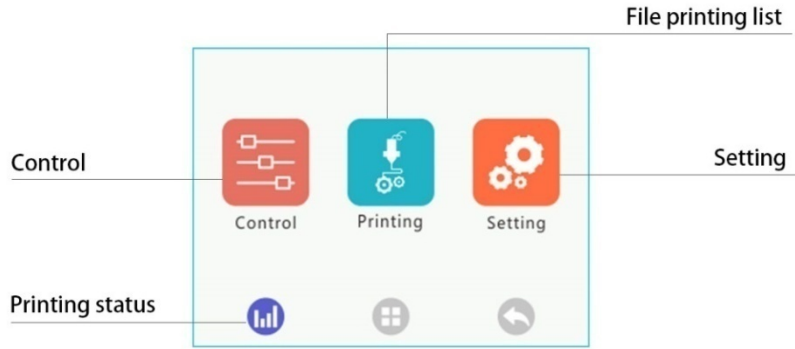 File printing list
Control
Setting
Control Printing Setting
Printing status